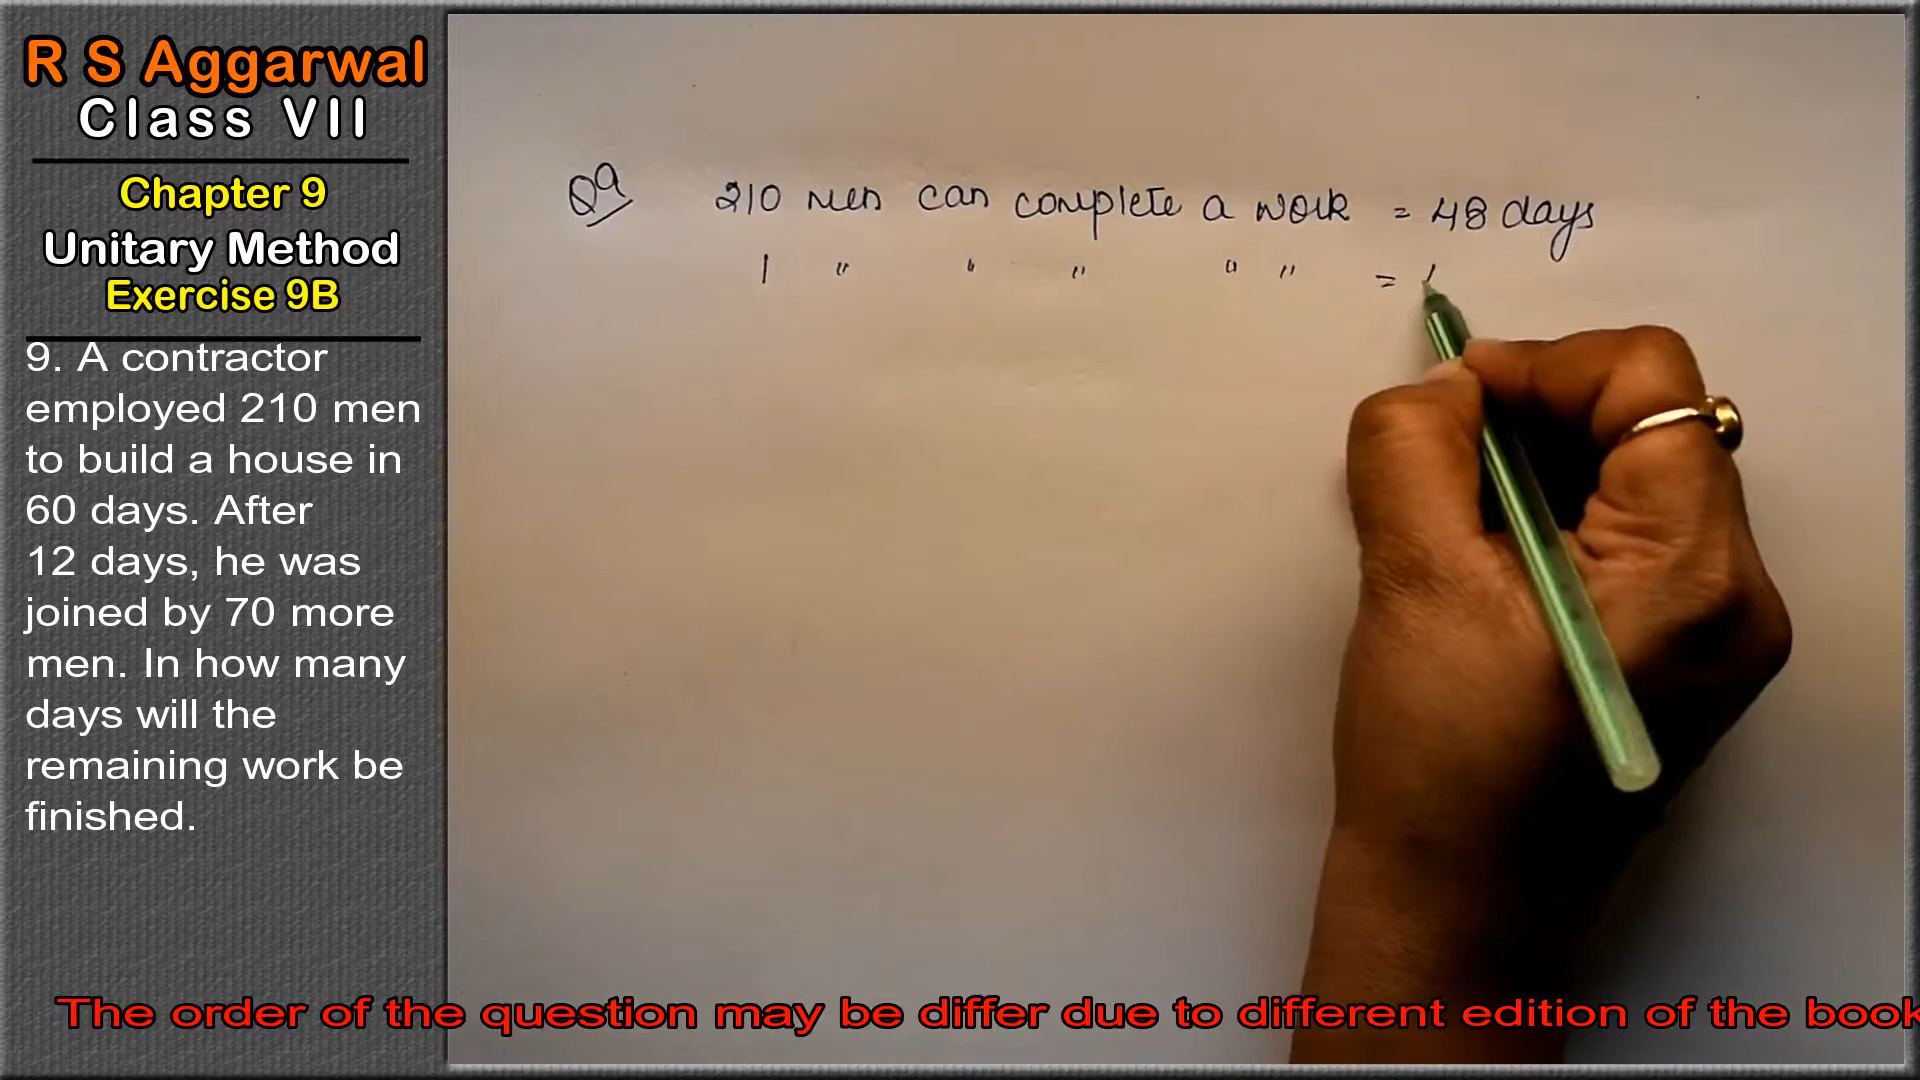 R S Aggarwal
Class VII
Chapter 9
Unitary Method
Exercise 9B
9. A contractor
employed 210 men
to build a house in
60 days. After
12 days, he was
joined by 70 more
men. In how many
days will the
remaining work be
finished.
Q9 210 men can complete a work = 48 days
1 " " " " " =
The order of the question may be differ due to different edition of the book